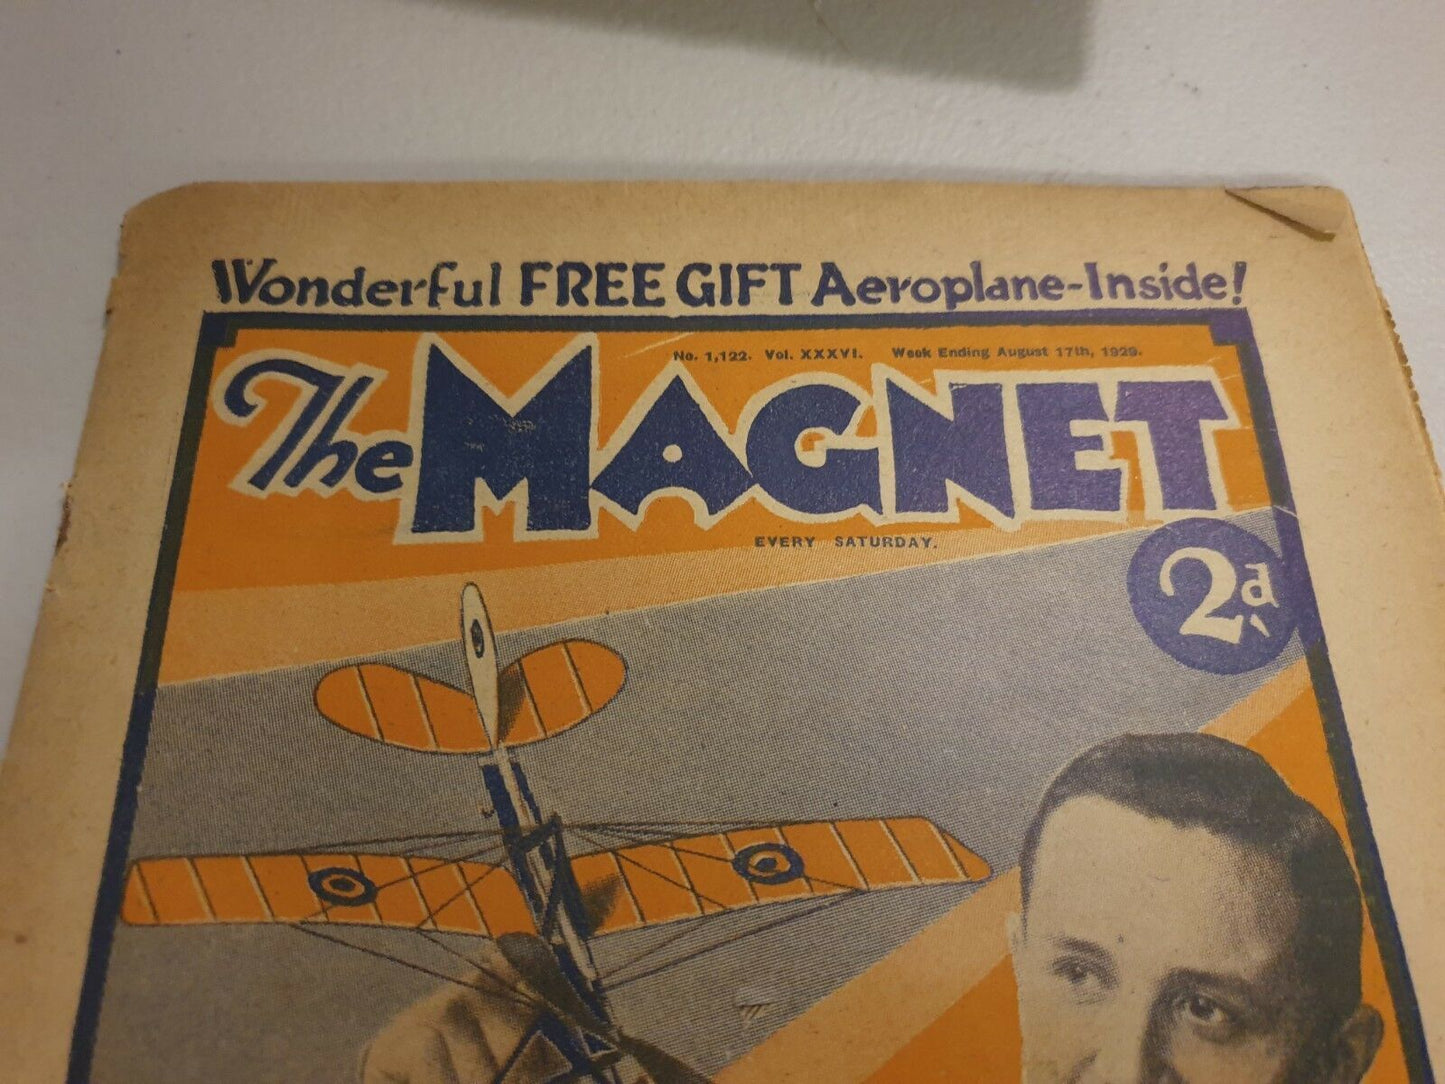 Wonderful FREE GIFT Aeroplane-Inside!
No. 1,122. Vol. XXXVI. Week Ending August 17th, 1929.
The MAGNET
EVERY SATURDAY.
2d